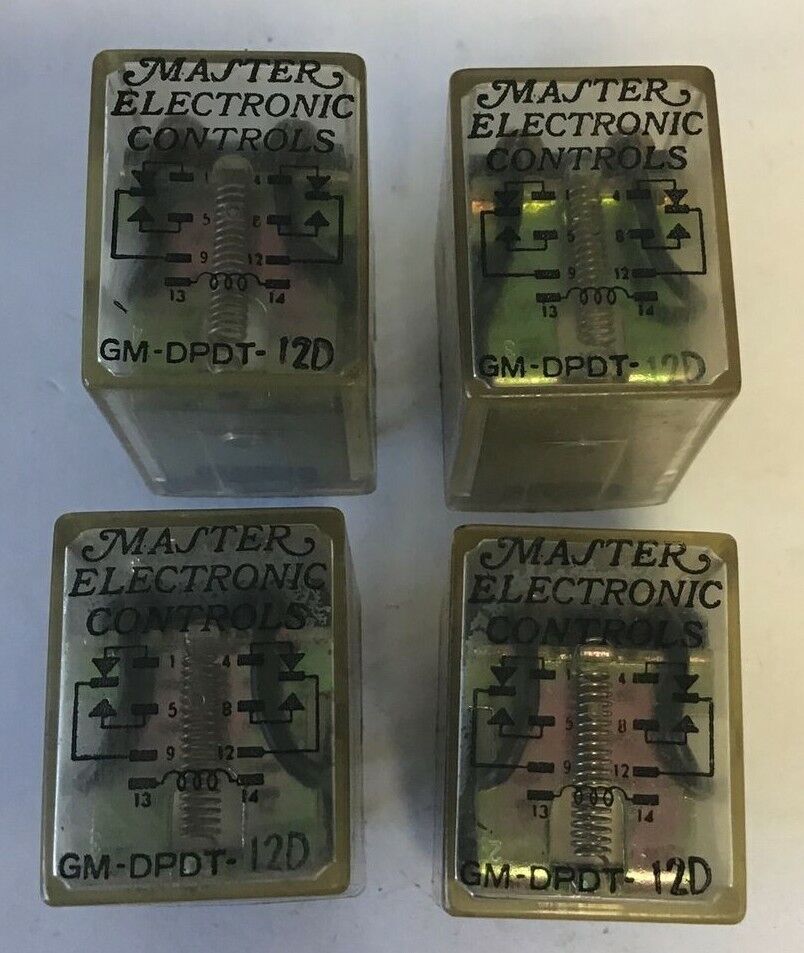 MASTER
ELECTRONIC
CONTROLS
1 4
5 8
9 12
13 14
GM-DPDT-12D
MASTER
ELECTRONIC
CONTROLS
1 4
5 8
9 12
13 14
GM-DPDT-12D
MASTER
ELECTRONIC
CONTROLS
1 4
5 8
9 12
13 14
GM-DPDT-12D
MASTER
ELECTRONIC
CONTROLS
1 4
5 8
9 12
13 14
GM-DPDT-12D